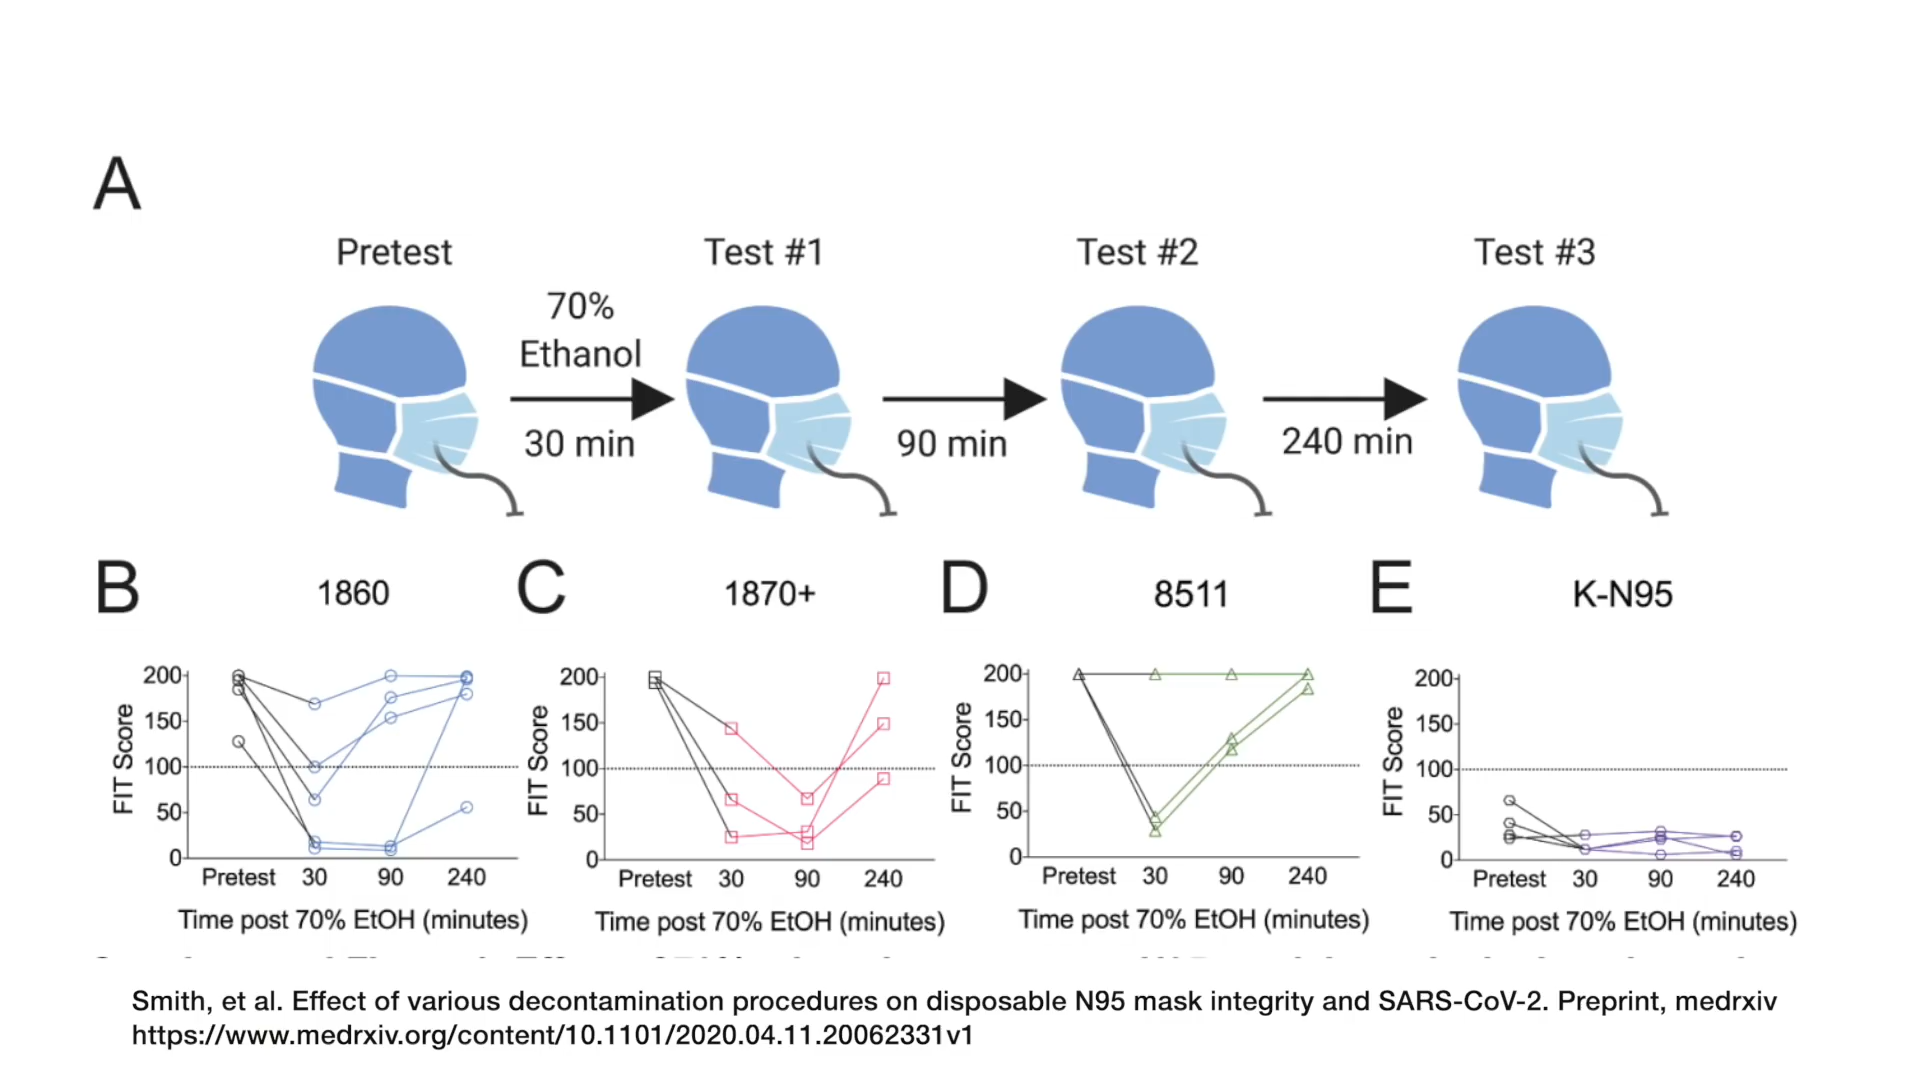 A
Pretest
Test #1
Test #2
Test #3
70%
Ethanol
30 min
90 min
240 min
B
1860
FIT Score
200
150
100
50
0
Pretest 30 90 240
Time post 70% EtOH (minutes)
C
1870+
FIT Score
200
150
100
50
0
Pretest 30 90 240
Time post 70% EtOH (minutes)
D
8511
FIT Score
200
150
100
50
0
Pretest 30 90 240
Time post 70% EtOH (minutes)
E
K-N95
FIT Score
200
150
100
50
0
Pretest 30 90 240
Time post 70% EtOH (minutes)
Smith, et al. Effect of various decontamination procedures on disposable N95 mask integrity and SARS-CoV-2. Preprint, medrxiv
https://www.medrxiv.org/content/10.1101/2020.04.11.20062331v1